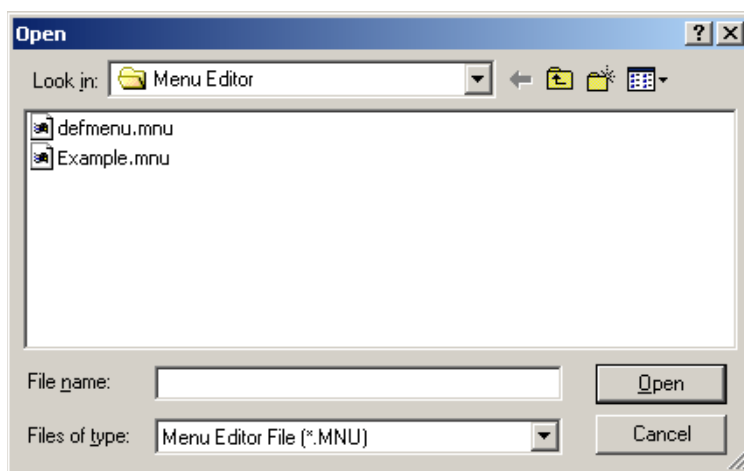 Open
Look in: Menu Editor
defmenu.mnu
Example.mnu
File name: Open
Files of type: Menu Editor File (*.MNU) Cancel